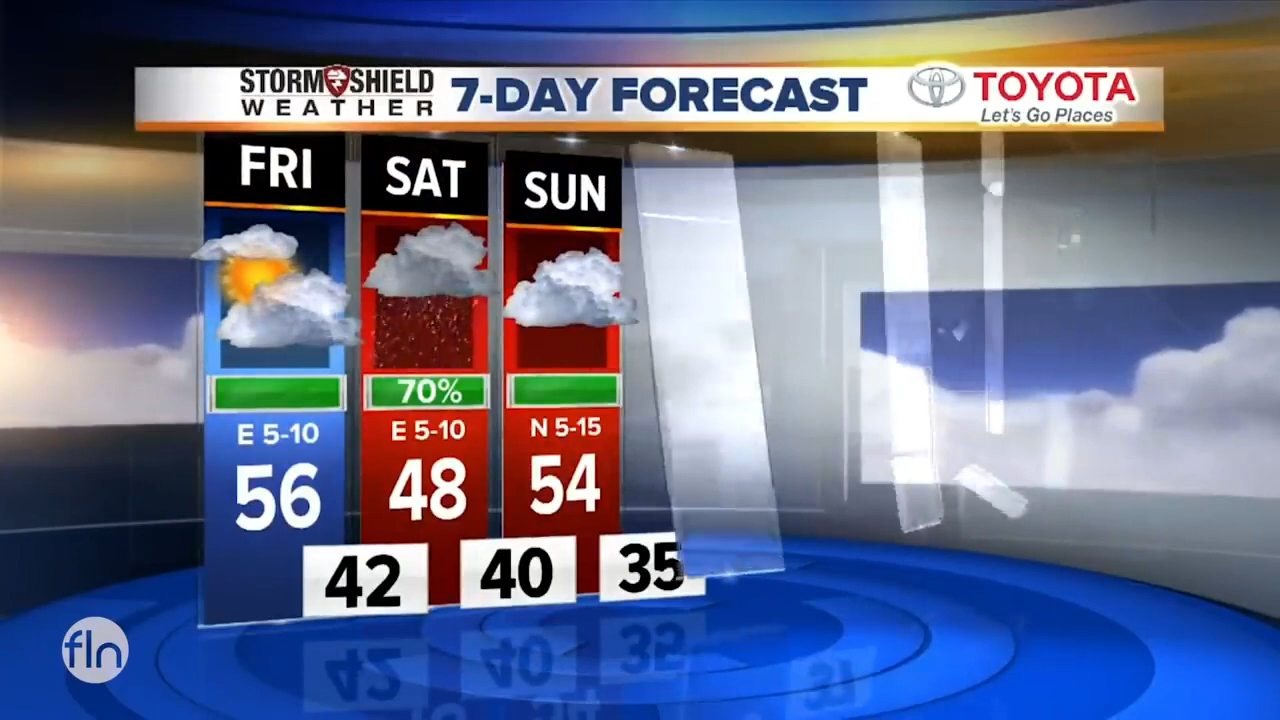 STORM SHIELD
WEATHER
7-DAY FORECAST
TOYOTA
Let's Go Places
FRI
SAT
SUN
70%
E 5-10
E 5-10
N 5-15
56
48
54
42
40
35
fln